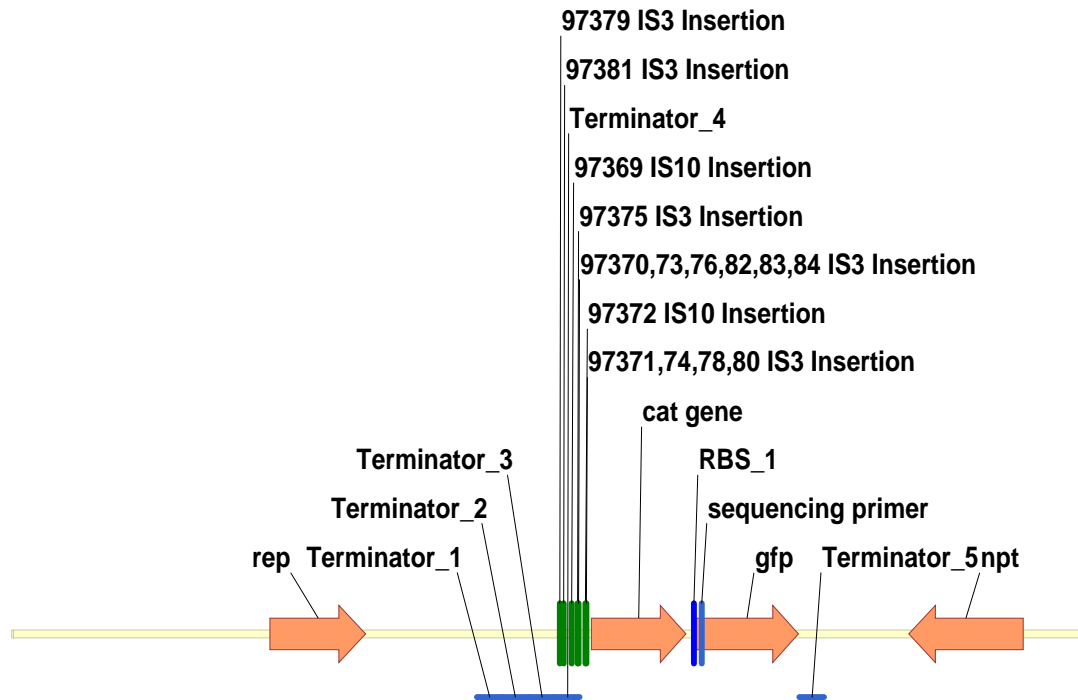 97379 IS3 Insertion
97381 IS3 Insertion
Terminator_4
97369 IS10 Insertion
97375 IS3 Insertion
97370,73,76,82,83,84 IS3 Insertion
97372 IS10 Insertion
97371,74,78,80 IS3 Insertion
cat gene
Terminator_3 RBS_1
Terminator_2 sequencing primer
rep Terminator_1 gfp Terminator_5 npt